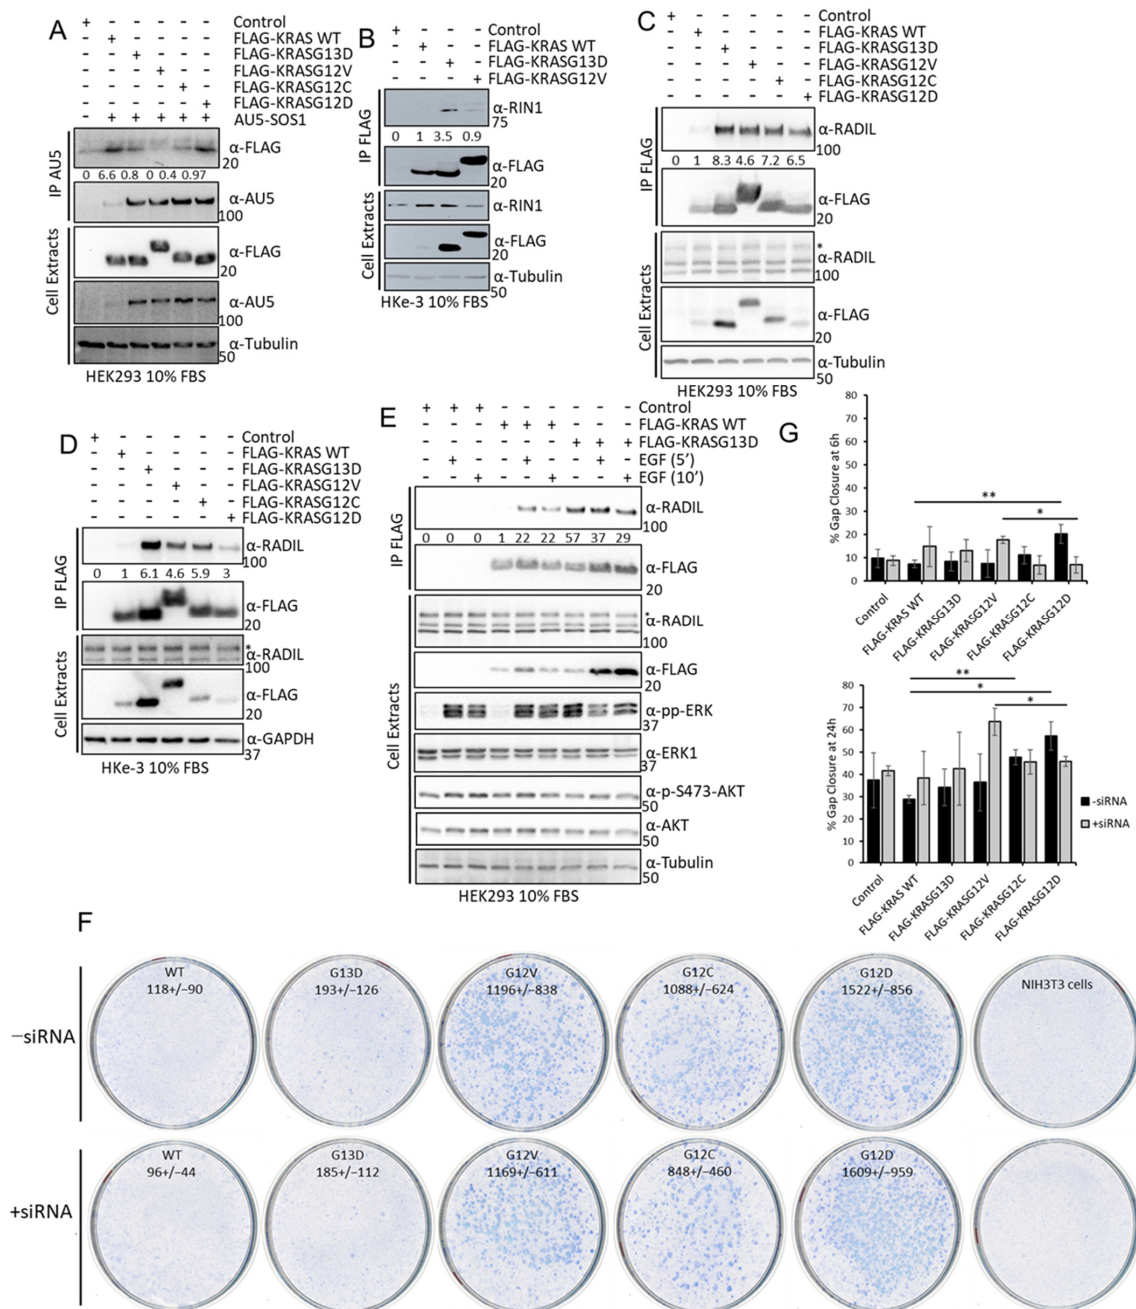 A
+ - - - - - Control
- + - - - - FLAG-KRAS WT
- - + - - - FLAG-KRASG13D
- - - + - - FLAG-KRASG12V
- - - - + - FLAG-KRASG12C
- - - - - + FLAG-KRASG12D
- + + + + + AU5-SOS1
IP AU5
α-FLAG
20
0 6.6 0.8 0 0.4 0.97
α-AU5
100
Cell Extracts
α-FLAG
20
α-AU5
100
α-Tubulin
50
HEK293 10% FBS
B
+ - - - Control
- + - - FLAG-KRAS WT
- - + - FLAG-KRASG13D
- - - + FLAG-KRASG12V
IP FLAG
α-RIN1
75
0 1 3.5 0.9
α-FLAG
20
Cell Extracts
α-RIN1
α-FLAG
20
α-Tubulin
50
HKe-3 10% FBS
C
+ - - - - - Control
- + - - - - FLAG-KRAS WT
- - + - - - FLAG-KRASG13D
- - - + - - FLAG-KRASG12V
- - - - + - FLAG-KRASG12C
- - - - - + FLAG-KRASG12D
IP FLAG
α-RADIL
100
0 1 8.3 4.6 7.2 6.5
α-FLAG
20
Cell Extracts
*
α-RADIL
100
α-FLAG
20
α-Tubulin
50
HEK293 10% FBS
D
+ - - - - - Control
- + - - - - FLAG-KRAS WT
- - + - - - FLAG-KRASG13D
- - - + - - FLAG-KRASG12V
- - - - + - FLAG-KRASG12C
- - - - - + FLAG-KRASG12D
IP FLAG
α-RADIL
100
0 1 6.1 4.6 5.9 3
α-FLAG
20
Cell Extracts
*
α-RADIL
100
α-FLAG
20
α-GAPDH
37
HKe-3 10% FBS
E
+ + + - - - - - - Control
- - - + + + - - - FLAG-KRAS WT
- - - - - - + + + FLAG-KRASG13D
- + - - + - - + - EGF (5')
- - + - - + - - + EGF (10')
IP FLAG
α-RADIL
100
0 0 0 1 22 22 57 37 29
α-FLAG
20
Cell Extracts
*
α-RADIL
100
α-FLAG
20
α-pp-ERK
37
α-ERK1
37
α-p-S473-AKT
50
α-AKT
50
α-Tubulin
50
HEK293 10% FBS
G
% Gap Closure at 6h
80
70
60
50
40
30
20
10
0
**
*
Control
FLAG-KRAS WT
FLAG-KRASG13D
FLAG-KRASG12V
FLAG-KRASG12C
FLAG-KRASG12D
% Gap Closure at 24h
80
70
60
50
40
30
20
10
0
**
*
*
-siRNA
+siRNA
Control
FLAG-KRAS WT
FLAG-KRASG13D
FLAG-KRASG12V
FLAG-KRASG12C
FLAG-KRASG12D
F
−siRNA
WT
118+/−90
G13D
193+/−126
G12V
1196+/−838
G12C
1088+/−624
G12D
1522+/−856
NIH3T3 cells
+siRNA
WT
96+/−44
G13D
185+/−112
G12V
1169+/−611
G12C
848+/−460
G12D
1609+/−959